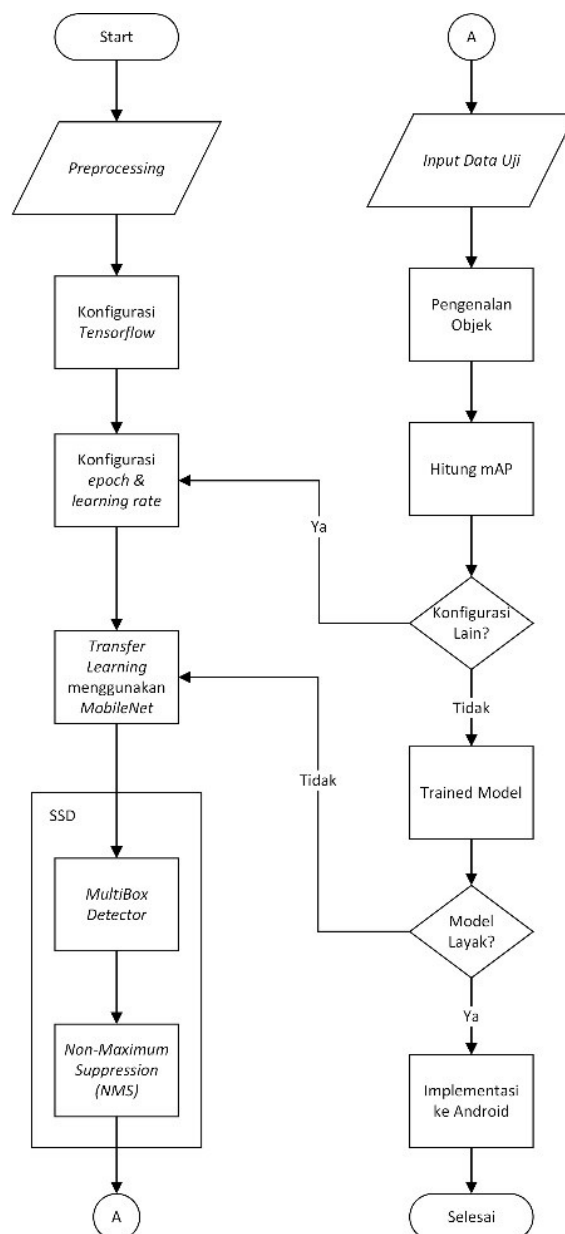 Start
Preprocessing
Konfigurasi
Tensorflow
Konfigurasi
epoch &
learning rate
Transfer
Learning
menggunakan
MobileNet
SSD
MultiBox
Detector
Non-Maximum
Suppression
(NMS)
A
A
Input Data Uji
Pengenalan
Objek
Hitung mAP
Konfigurasi
Lain?
Ya
Tidak
Trained Model
Model
Layak?
Tidak
Ya
Implementasi
ke Android
Selesai